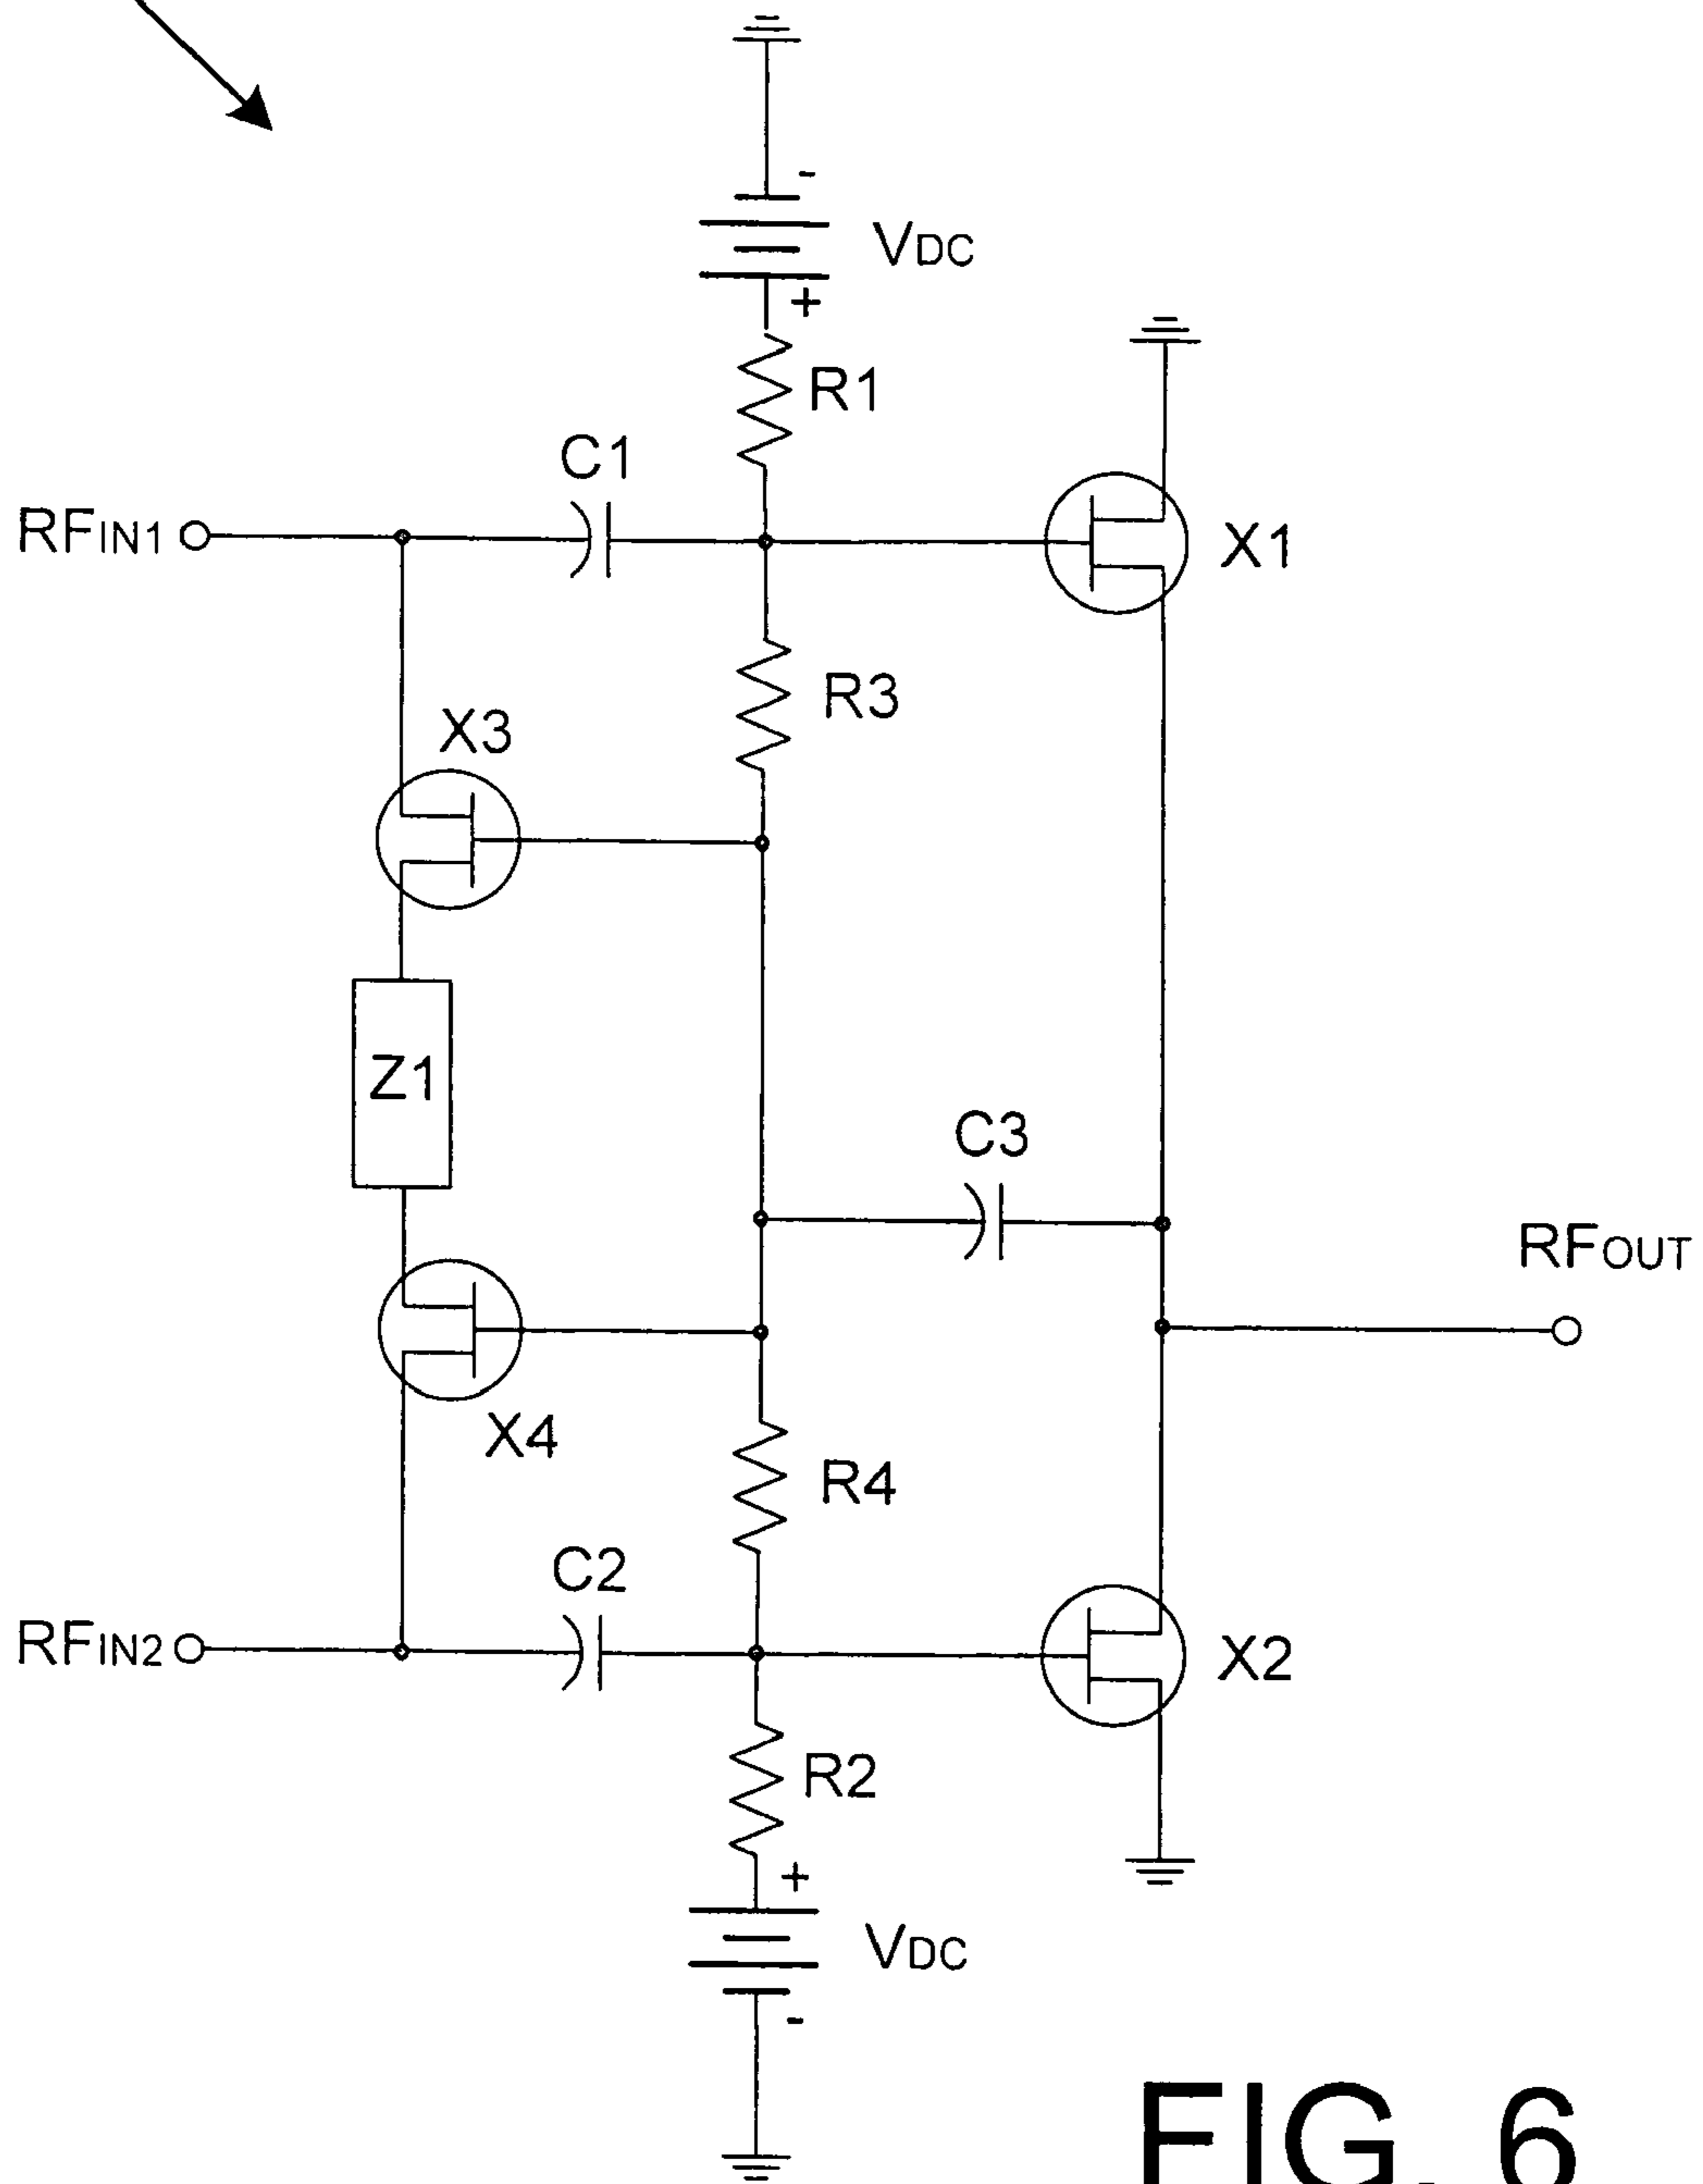 -
VDC
+
R1
C1
RFIN1
X1
R3
X3
Z1
C3
RFOUT
X4
R4
C2
RFIN2
X2
R2
+
VDC
-
FIG. 6